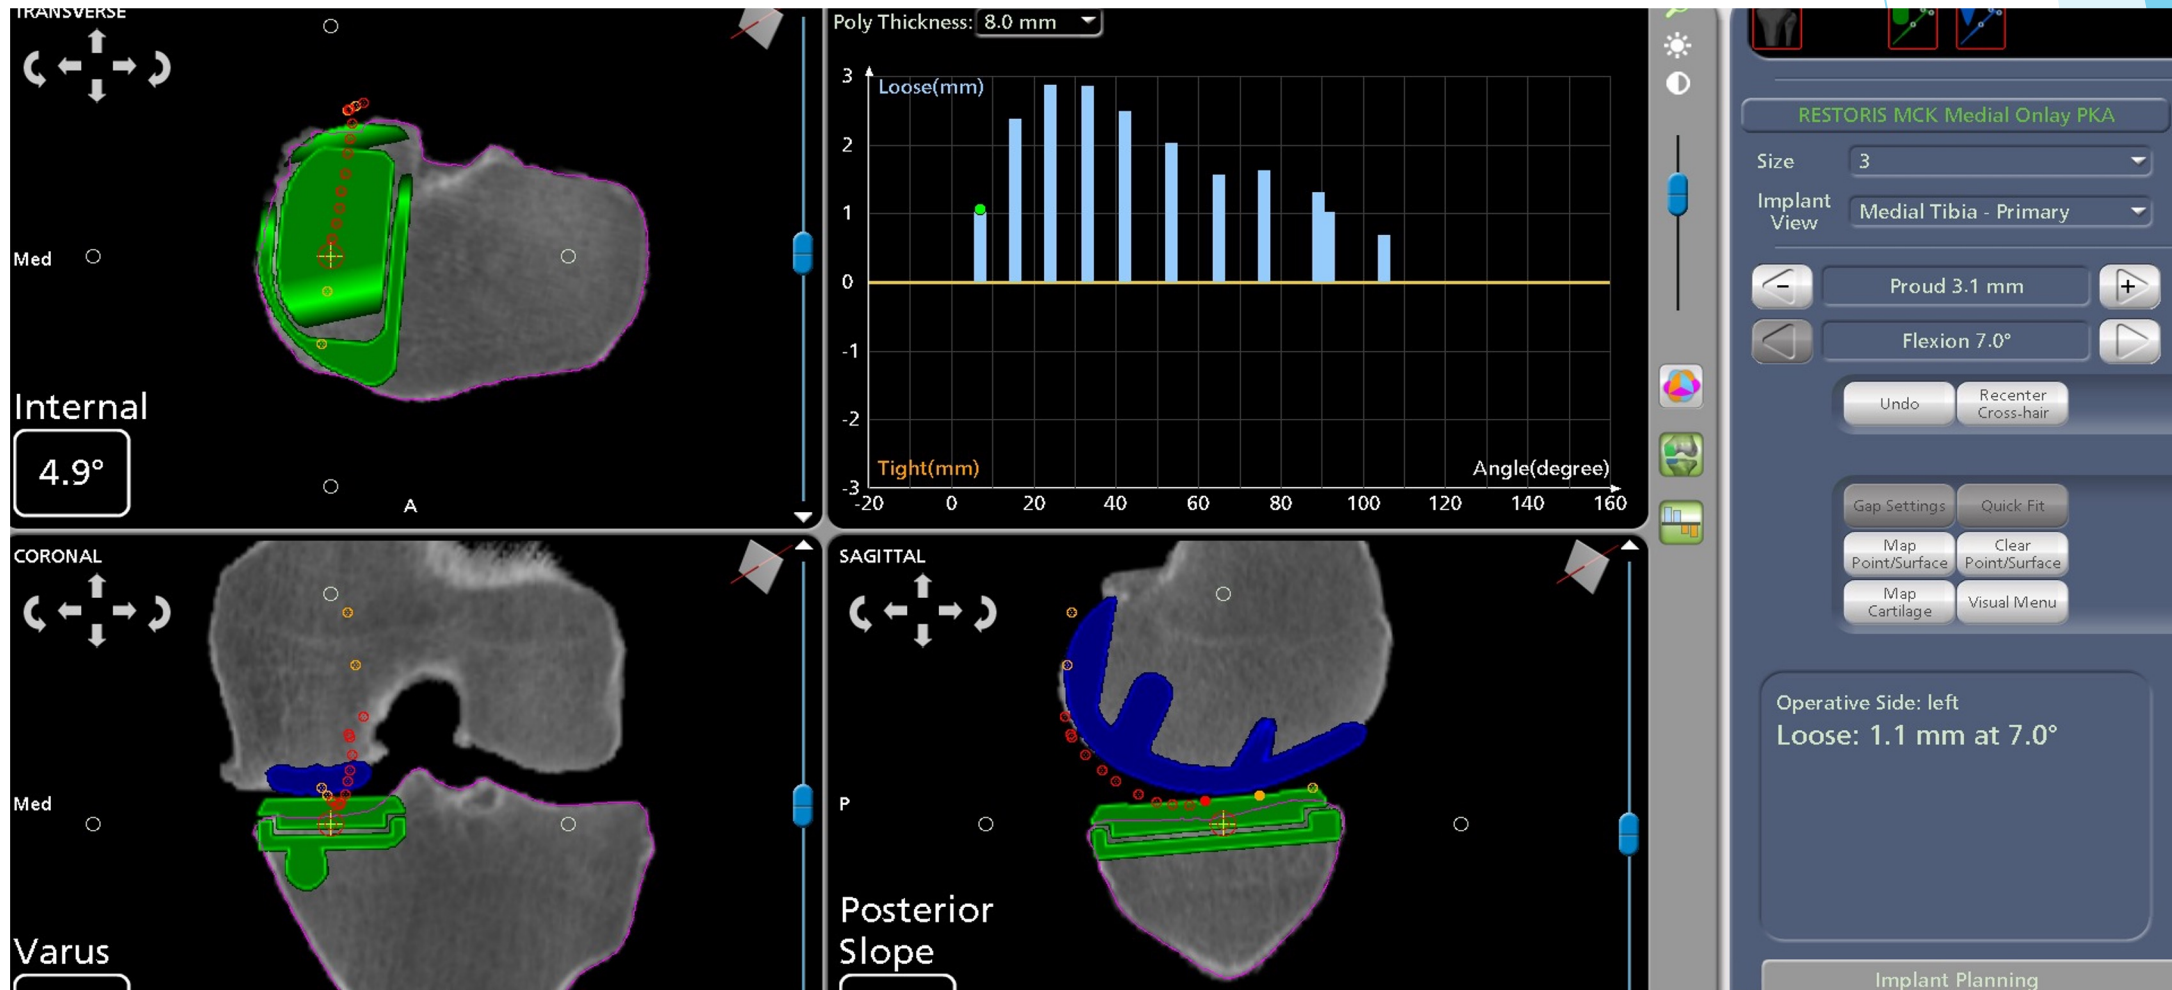 TRANSVERSE
Med
Internal
4.9°
A
Poly Thickness: 8.0 mm
3
Loose(mm)
2
1
0
-1
-2
Tight(mm)
Angle(degree)
-3
-20 0 20 40 60 80 100 120 140 160
CORONAL
Med
Varus
SAGITTAL
P
Posterior
Slope
RESTORIS MCK Medial Onlay PKA
Size 3
Implant
View
Medial Tibia - Primary
- Proud 3.1 mm +
Flexion 7.0°
Undo
Recenter
Cross-hair
Gap Settings
Quick Fit
Map
Point/Surface
Clear
Point/Surface
Map
Cartilage
Visual Menu
Operative Side: left
Loose: 1.1 mm at 7.0°
Implant Planning